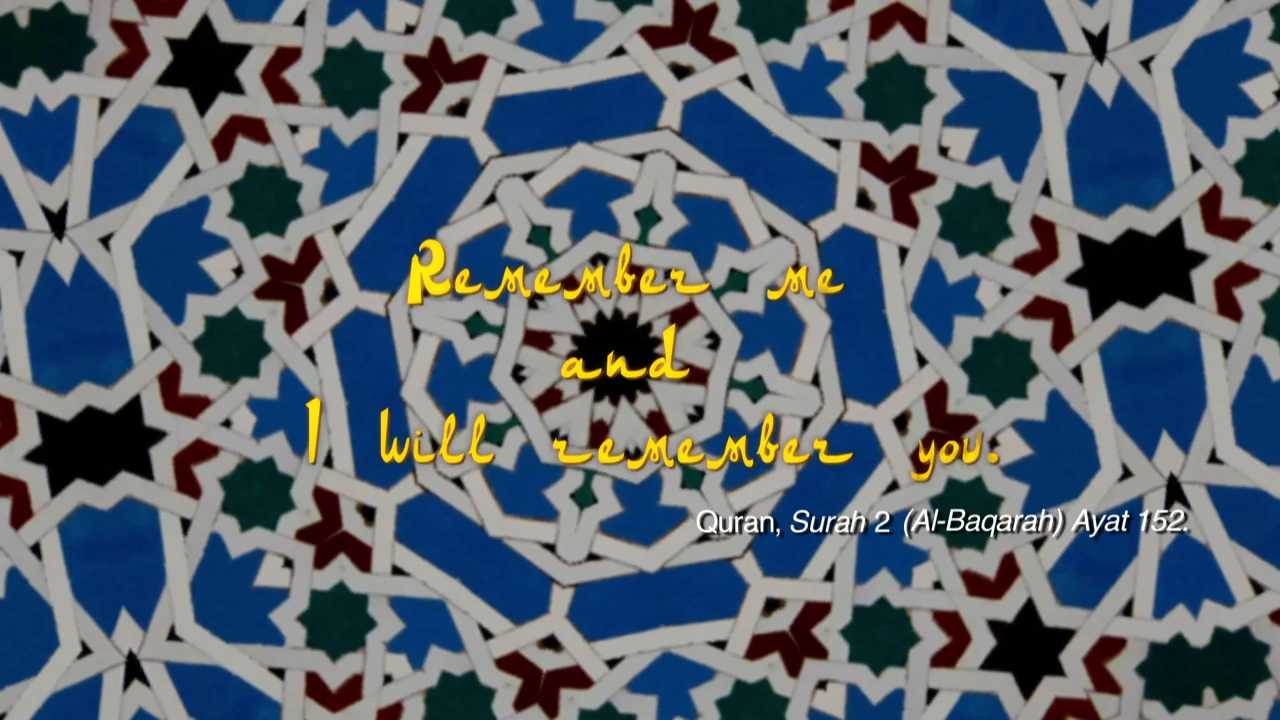 Remember me
and
I will remember you.
Quran, Surah 2 (Al-Baqarah) Ayat 152.